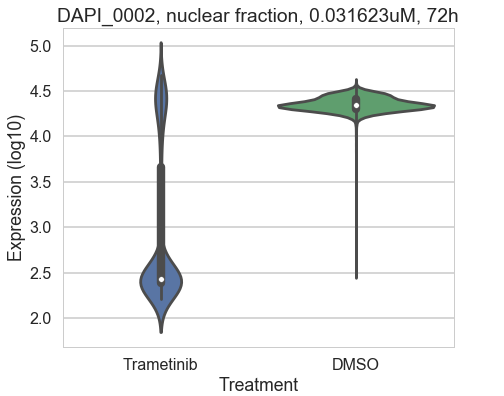 DAPI_0002, nuclear fraction, 0.031623uM, 72h
Expression (log10)
5.0
4.5
4.0
3.5
3.0
2.5
2.0
Trametinib
DMSO
Treatment